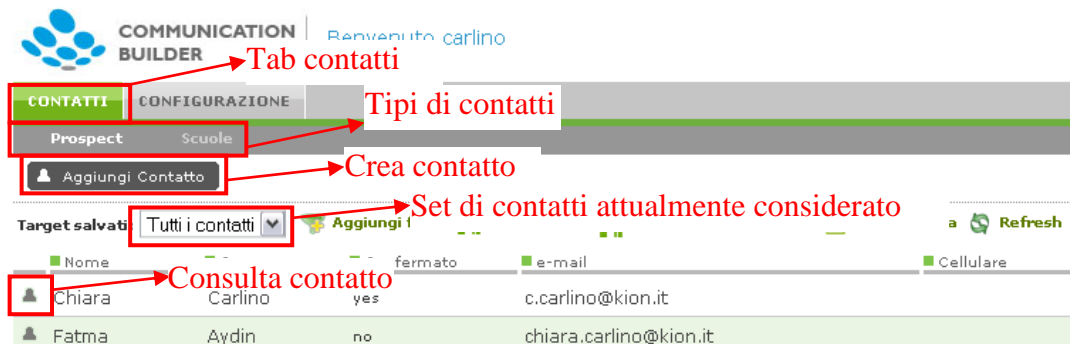 COMMUNICATION
BUILDER
Benvenuto carlino
Tab contatti
CONTATTI CONFIGURAZIONE
Tipi di contatti
Prospect Scuole
Aggiungi Contatto
Crea contatto
Set di contatti attualmente considerato
Target salvati: Tutti i contatti Aggiungi a Refresh
Nome fermato e-mail Cellulare
Consulta contatto
Chiara Carlino yes c.carlino@kion.it
Fatma Aydin no chiara.carlino@kion.it